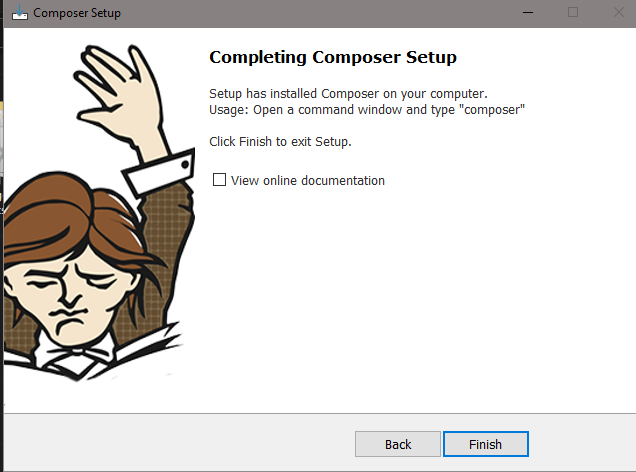 Composer Setup
Completing Composer Setup
Setup has installed Composer on your computer.
Usage: Open a command window and type "composer"
Click Finish to exit Setup.
View online documentation
Back
Finish